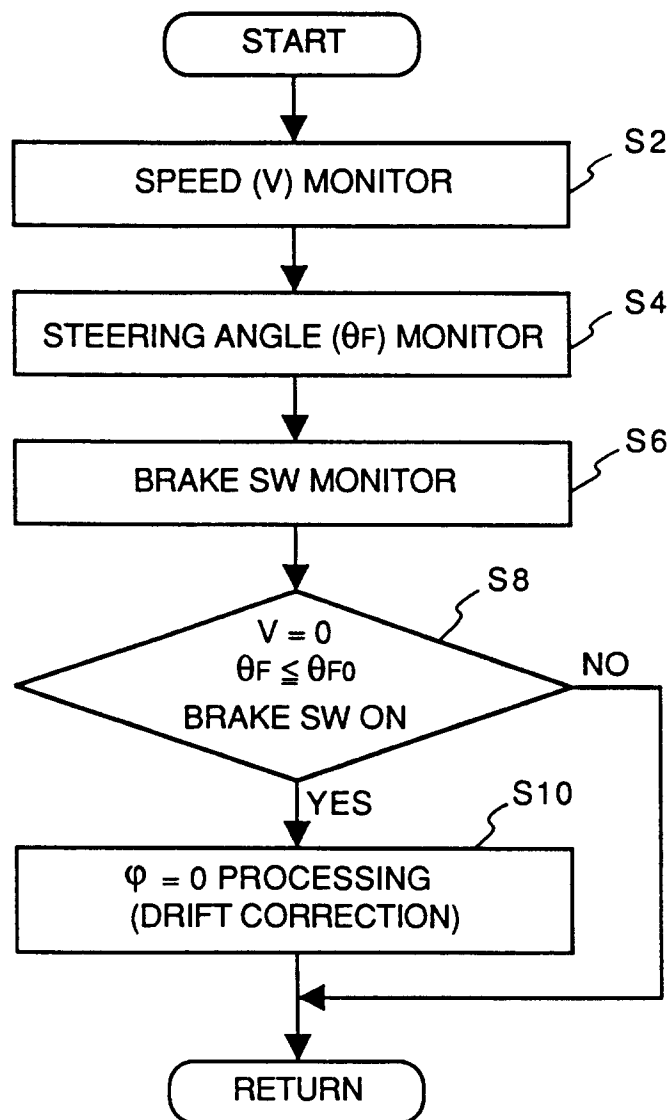 START
S2
SPEED (V) MONITOR
S4
STEERING ANGLE (θF) MONITOR
S6
BRAKE SW MONITOR
S8
V = 0
θF ≦ θF0
BRAKE SW ON
NO
YES
S10
φ = 0 PROCESSING
(DRIFT CORRECTION)
RETURN